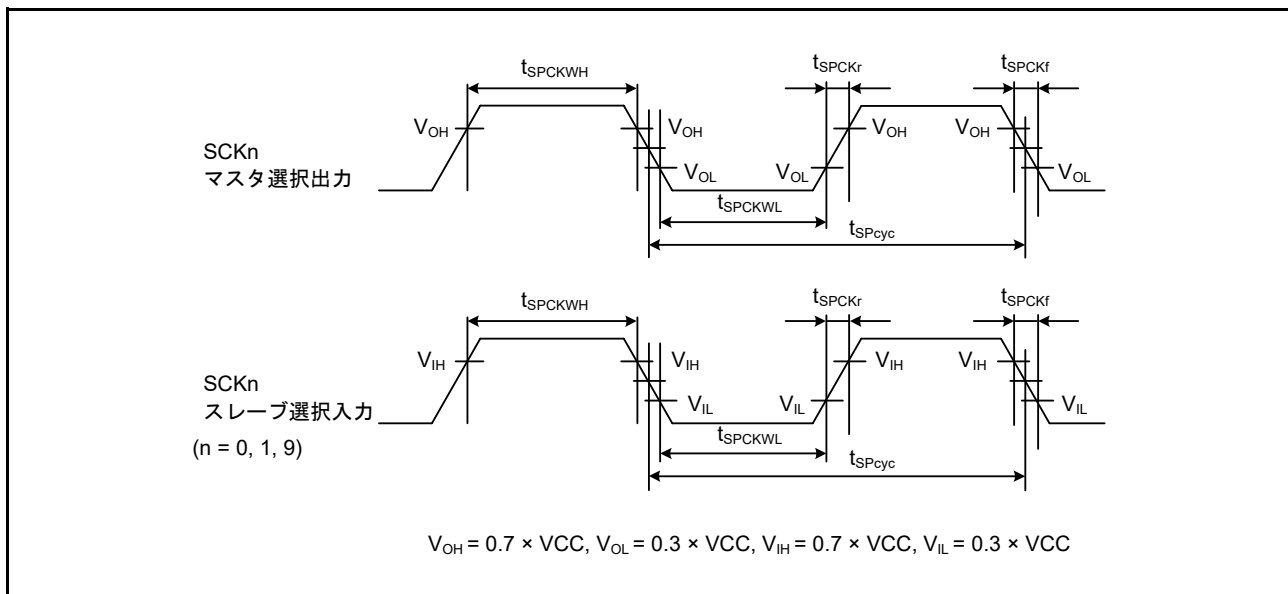 tSPCKWH
tSPCKr
tSPCKf
VOH
VOH
VOH
VOH
SCKn
マスタ選択出力
VOL
VOL
VOL
tSPCKWL
tSPcyc
tSPCKWH
tSPCKr
tSPCKf
VIH
VIH
VIH
VIH
SCKn
スレーブ選択入力
VIL
VIL
VIL
(n = 0, 1, 9)
tSPCKWL
tSPcyc
VOH = 0.7 × VCC, VOL = 0.3 × VCC, VIH = 0.7 × VCC, VIL = 0.3 × VCC